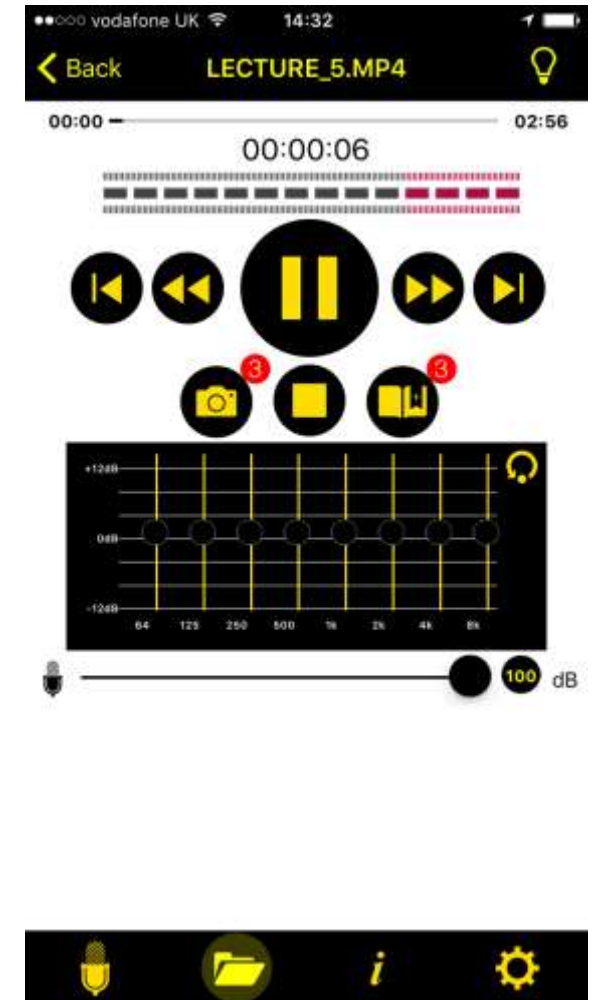 vodafone UK 14:32
Back LECTURE_5.MP4
00:00 02:56
00:00:06
3 3
+12dB
0dB
-12dB
64 125 250 500 1k 2k 4k 8k
100 dB
i